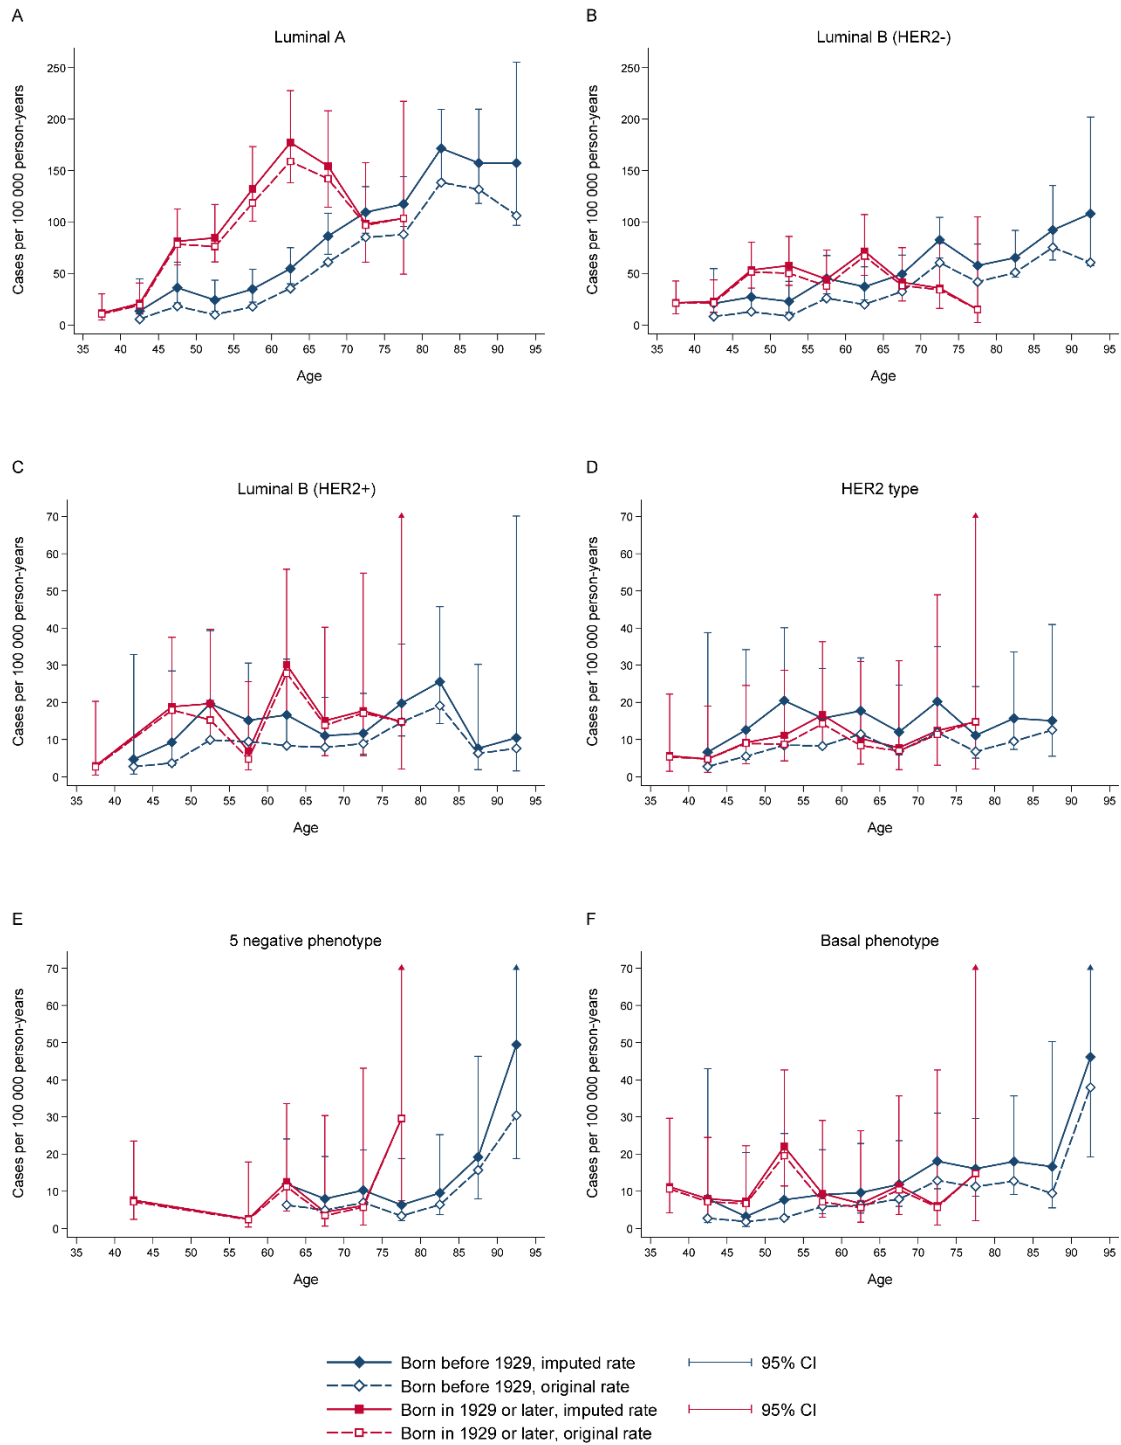 A
Luminal A
Cases per 100 000 person-years
250
200
150
100
50
0
35 40 45 50 55 60 65 70 75 80 85 90 95
Age
B
Luminal B (HER2-)
Cases per 100 000 person-years
250
200
150
100
50
0
35 40 45 50 55 60 65 70 75 80 85 90 95
Age
C
Luminal B (HER2+)
Cases per 100 000 person-years
70
60
50
40
30
20
10
0
35 40 45 50 55 60 65 70 75 80 85 90 95
Age
D
HER2 type
Cases per 100 000 person-years
70
60
50
40
30
20
10
0
35 40 45 50 55 60 65 70 75 80 85 90 95
Age
E
5 negative phenotype
Cases per 100 000 person-years
70
60
50
40
30
20
10
0
35 40 45 50 55 60 65 70 75 80 85 90 95
Age
F
Basal phenotype
Cases per 100 000 person-years
70
60
50
40
30
20
10
0
35 40 45 50 55 60 65 70 75 80 85 90 95
Age
Born before 1929, imputed rate 95% CI
Born before 1929, original rate
Born in 1929 or later, imputed rate 95% CI
Born in 1929 or later, original rate